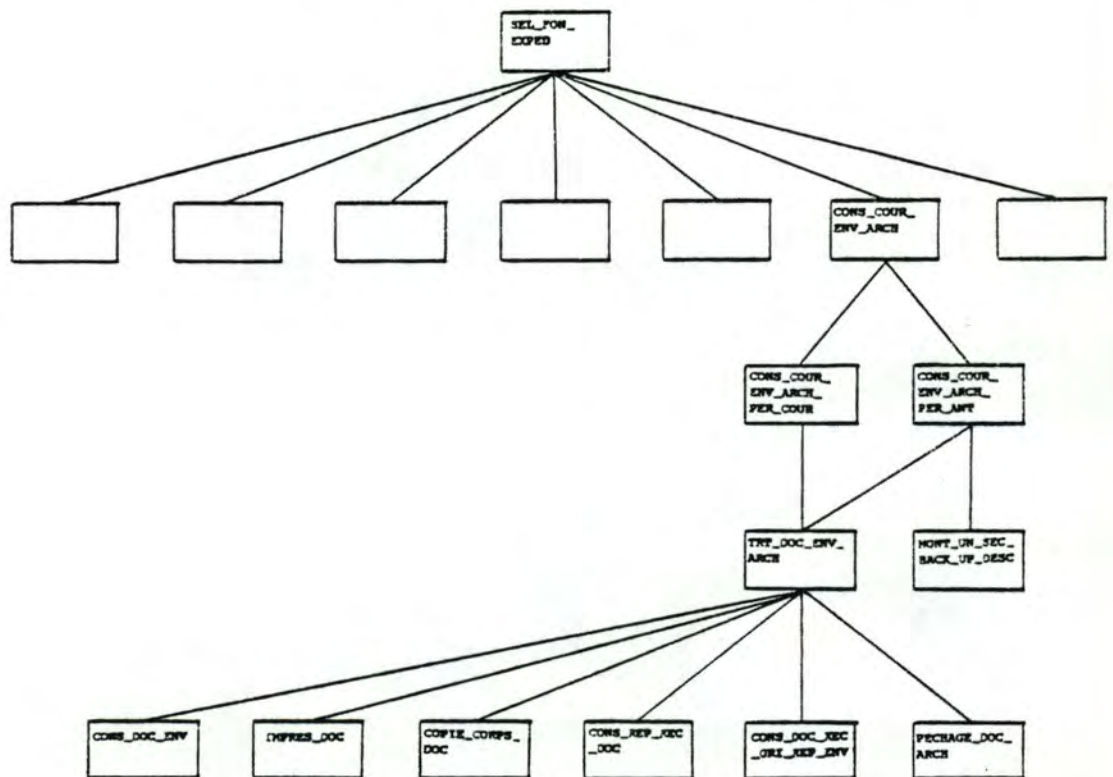 SEL_FON_
EXPED
CONS_COUR_
ENV_ARCH
CONS_COUR_
ENV_ARCH_
PER_COUR
CONS_COUR_
ENV_ARCH_
PER_ANT
TRT_DOC_ENV_
ARCH
MONT_UN_SEC_
BACK_UP_DESC
CONS_DOC_ENV
IMPRES_DOC
COPIE_CORPS_
DOC
CONS_REP_REC
_DOC
CONS_DOC_REC
_ORI_REP_ENV
PECHAGE_DOC_
ARCH